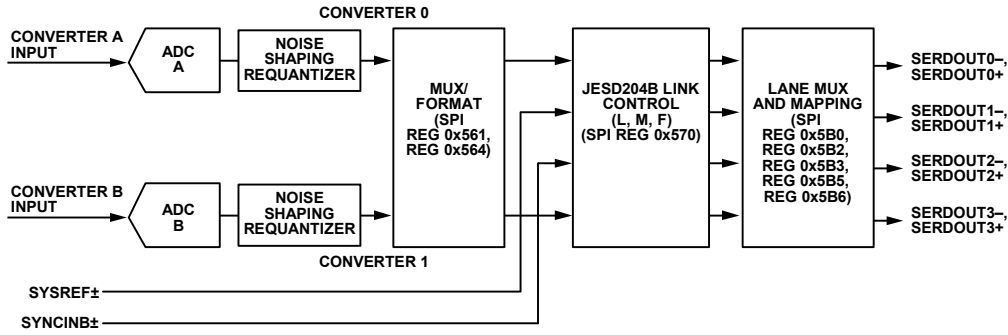 CONVERTER 0
CONVERTER A
INPUT
ADC
A
NOISE
SHAPING
REQUANTIZER
MUX/
FORMAT
(SPI
REG 0x561,
REG 0x564)
JESD204B LINK
CONTROL
(L, M, F)
(SPI REG 0x570)
LANE MUX
AND MAPPING
(SPI
REG 0x5B0,
REG 0x5B2,
REG 0x5B3,
REG 0x5B5,
REG 0x5B6)
SERDOUT0–,
SERDOUT0+
SERDOUT1–,
SERDOUT1+
SERDOUT2–,
SERDOUT2+
SERDOUT3–,
SERDOUT3+
CONVERTER B
INPUT
ADC
B
NOISE
SHAPING
REQUANTIZER
CONVERTER 1
SYSREF±
SYNCINB±